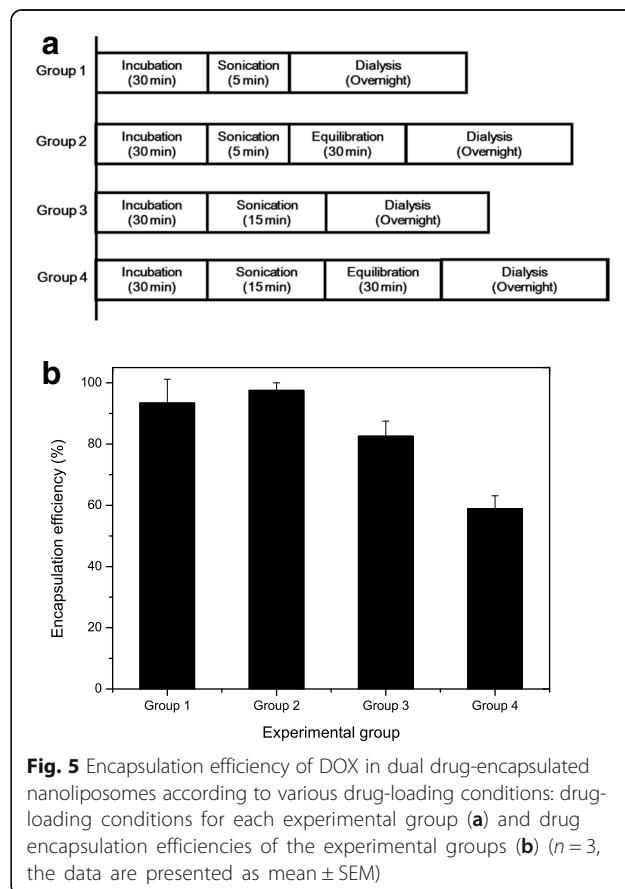 a
Group 1
Incubation
(30 min)
Sonication
(5 min)
Dialysis
(Overnight)
Group 2
Incubation
(30 min)
Sonication
(5 min)
Equilibration
(30 min)
Dialysis
(Overnight)
Group 3
Incubation
(30 min)
Sonication
(15 min)
Dialysis
(Overnight)
Group 4
Incubation
(30 min)
Sonication
(15 min)
Equilibration
(30 min)
Dialysis
(Overnight)
b
Encapsulation efficiency (%)
100
80
60
40
20
0
Group 1
Group 2
Group 3
Group 4
Experimental group
Fig. 5 Encapsulation efficiency of DOX in dual drug-encapsulated
nanoliposomes according to various drug-loading conditions: drug-
loading conditions for each experimental group (a) and drug
encapsulation efficiencies of the experimental groups (b) (n = 3,
the data are presented as mean ± SEM)